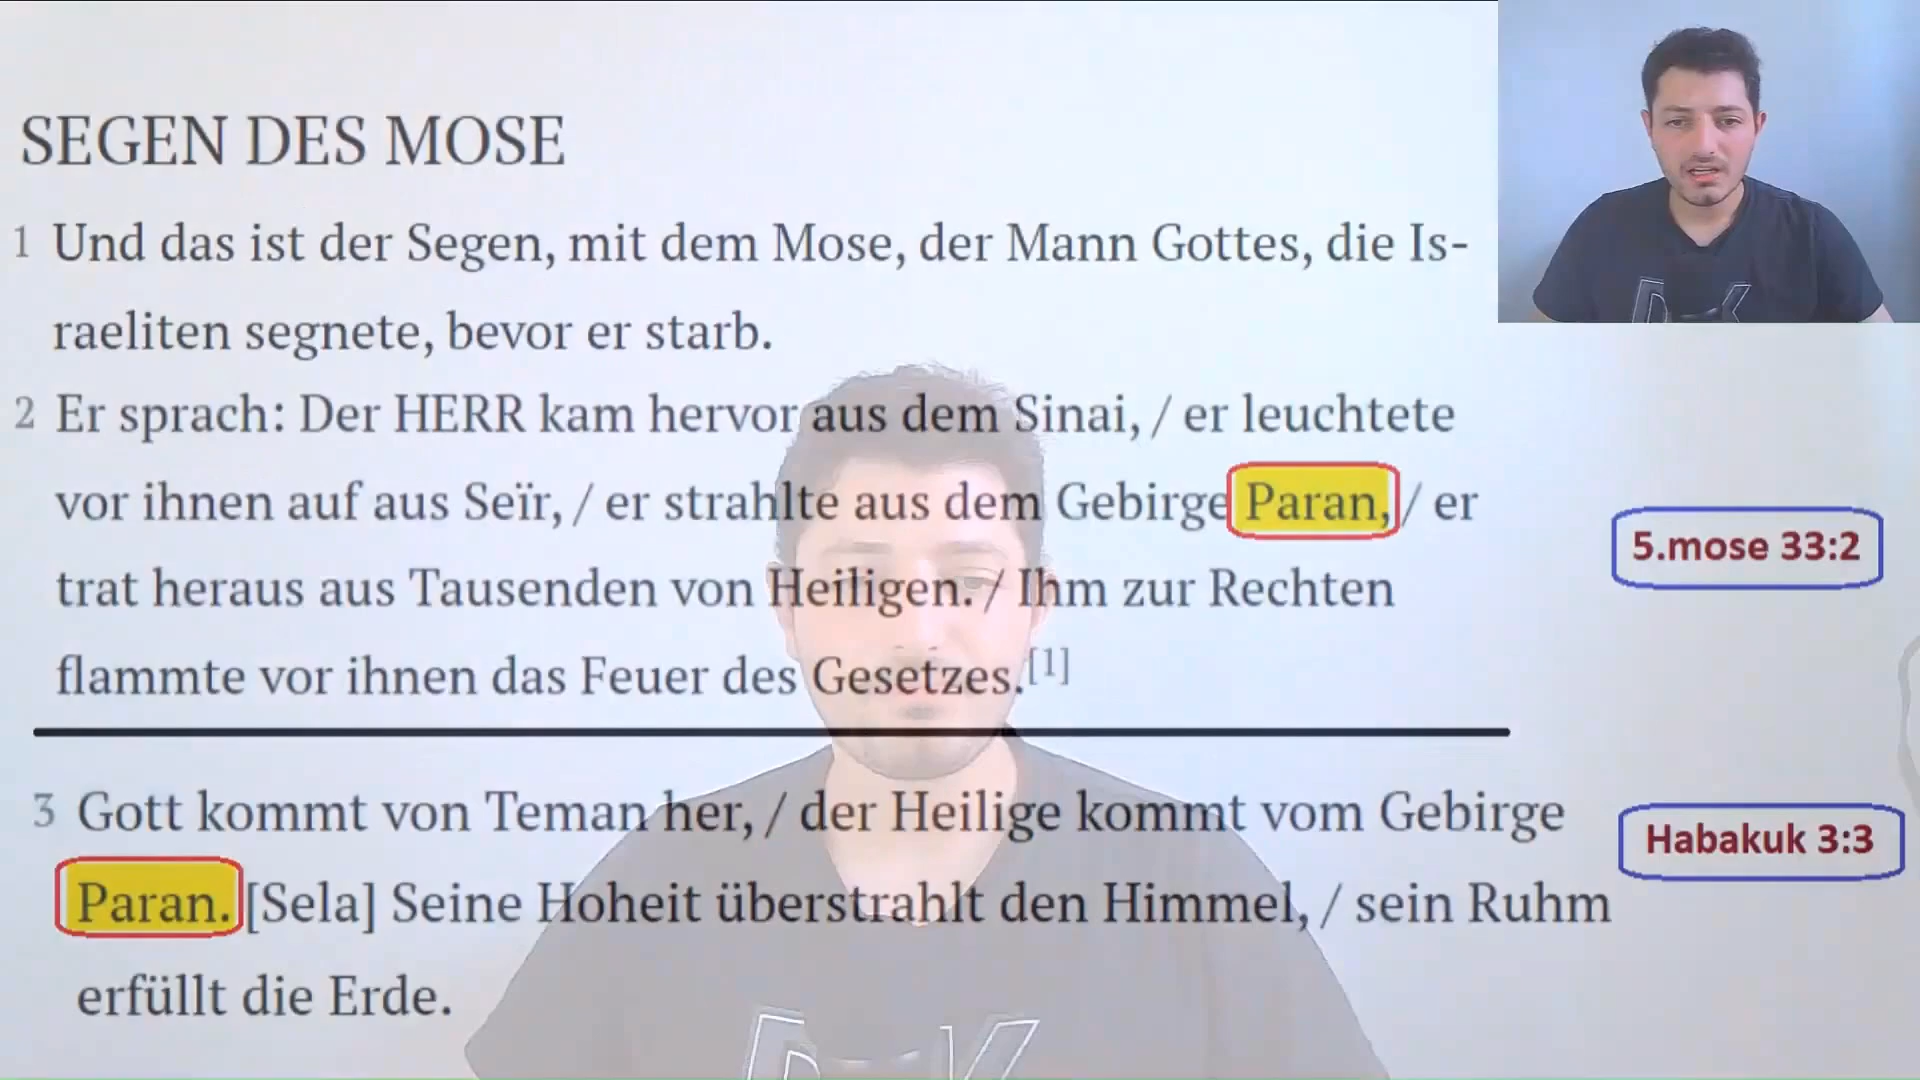 SEGEN DES MOSE
1 Und das ist der Segen, mit dem Mose, der Mann Gottes, die Is-
raeliten segnete, bevor er starb.
2 Er sprach: Der HERR kam hervor aus dem Sinai, / er leuchtete
vor ihnen auf aus Seïr, / er strahlte aus dem Gebirge Paran, / er
trat heraus aus Tausenden von Heiligen. / Ihm zur Rechten
flammte vor ihnen das Feuer des Gesetzes.[1]
5.mose 33:2
3 Gott kommt von Teman her, / der Heilige kommt vom Gebirge
Paran. [Sela] Seine Hoheit überstrahlt den Himmel, / sein Ruhm
erfüllt die Erde.
Habakuk 3:3